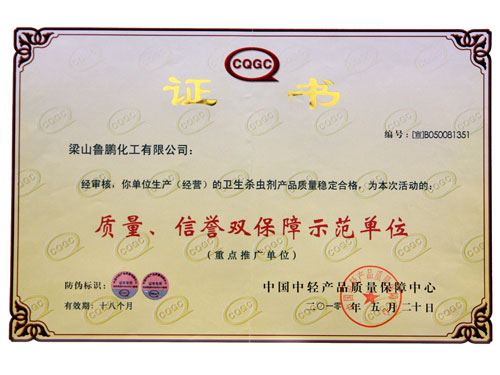 CQGC
证 书
编号:[宣]B050081351
梁山鲁鹏化工有限公司:
经审核,你单位生产(经营)的卫生杀虫剂产品质量稳定合格,为本次活动的:
质量、信誉双保障示范单位
(重点推广单位)
防伪标识:
有效期:十八个月
中国中轻产品质量保障中心
二〇一〇年五月二十日